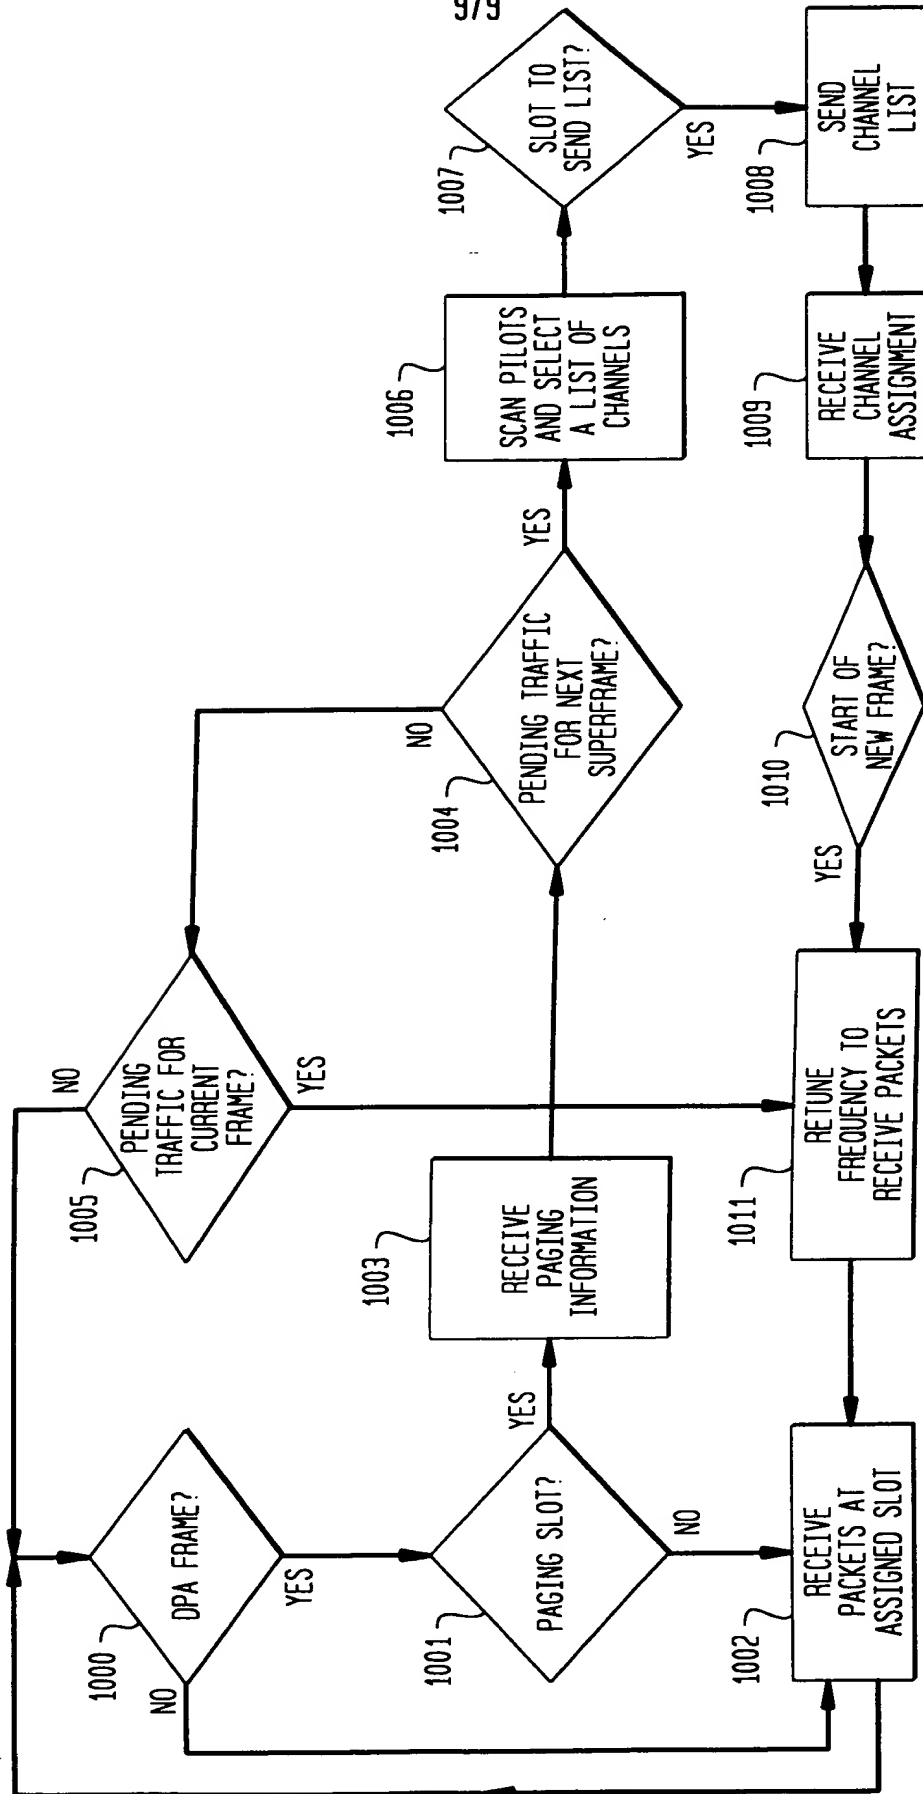 9/9
1000
DPA FRAME?
NO
YES
1001
PAGING SLOT?
YES
NO
1002
RECEIVE
PACKETS AT
ASSIGNED SLOT
1003
RECEIVE
PAGING
INFORMATION
1004
PENDING TRAFFIC
FOR NEXT
SUPERFRAME?
NO
YES
1005
PENDING
TRAFFIC FOR
CURRENT
FRAME?
NO
YES
1006
SCAN PILOTS
AND SELECT
A LIST OF
CHANNELS
1007
SLOT TO
SEND LIST?
YES
1008
SEND
CHANNEL
LIST
1009
RECEIVE
CHANNEL
ASSIGNMENT
1010
START OF
NEW FRAME?
YES
1011
RETUNE
FREQUENCY TO
RECEIVE PACKETS